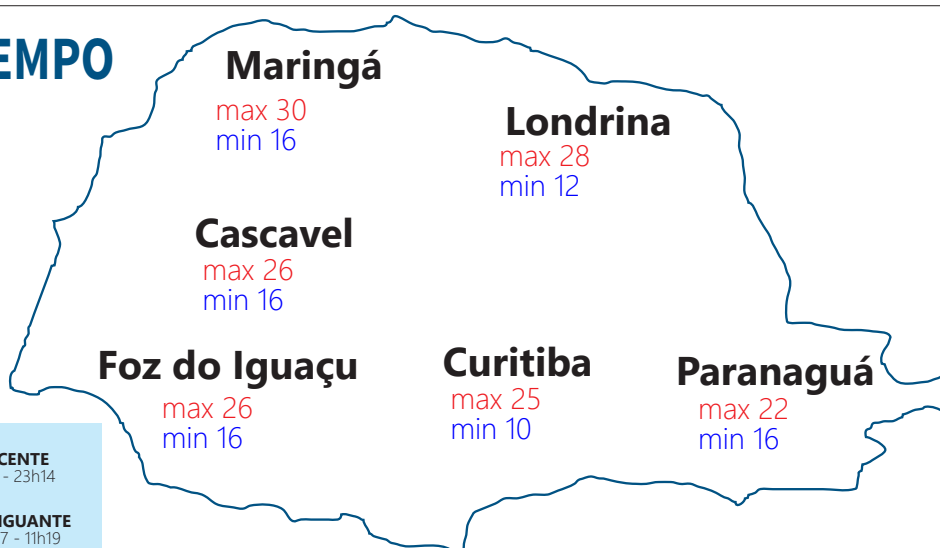 EMPO
Maringá
max 30
min 16
Londrina
max 28
min 12
Cascavel
max 26
min 16
Foz do Iguaçu
max 26
min 16
Curitiba
max 25
min 10
Paranaguá
max 22
min 16
CENTE
- 23h14
IGUANTE
7 - 11h19